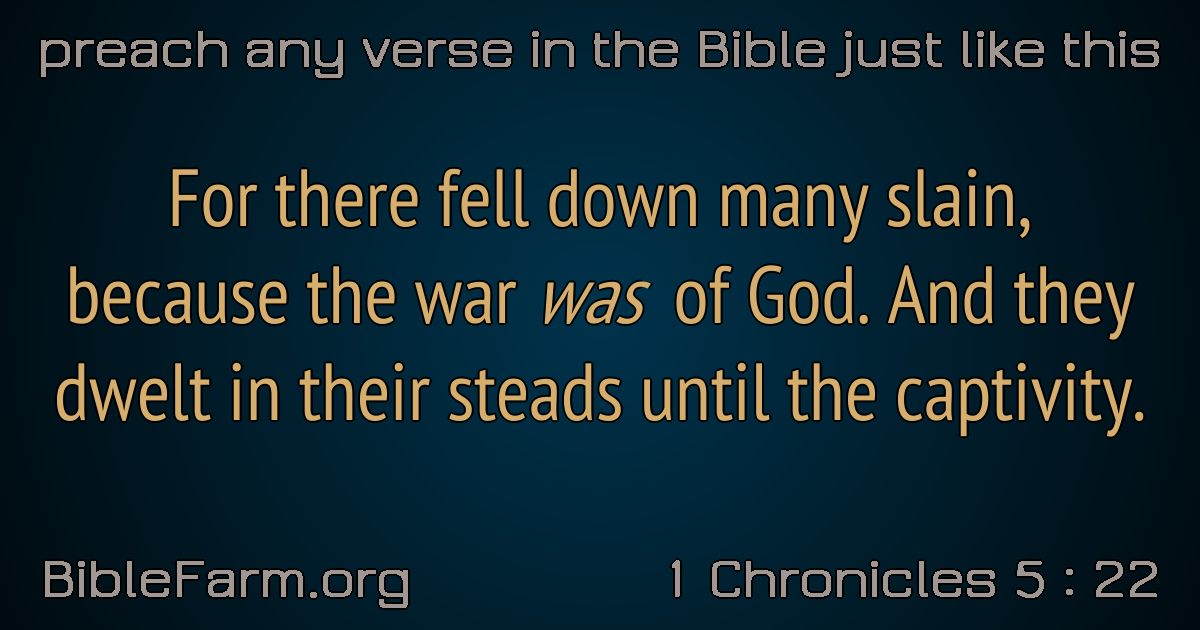 preach any verse in the Bible just like this
For there fell down many slain,
because the war was of God. And they
dwelt in their steads until the captivity.
BibleFarm.org
1 Chronicles 5 : 22